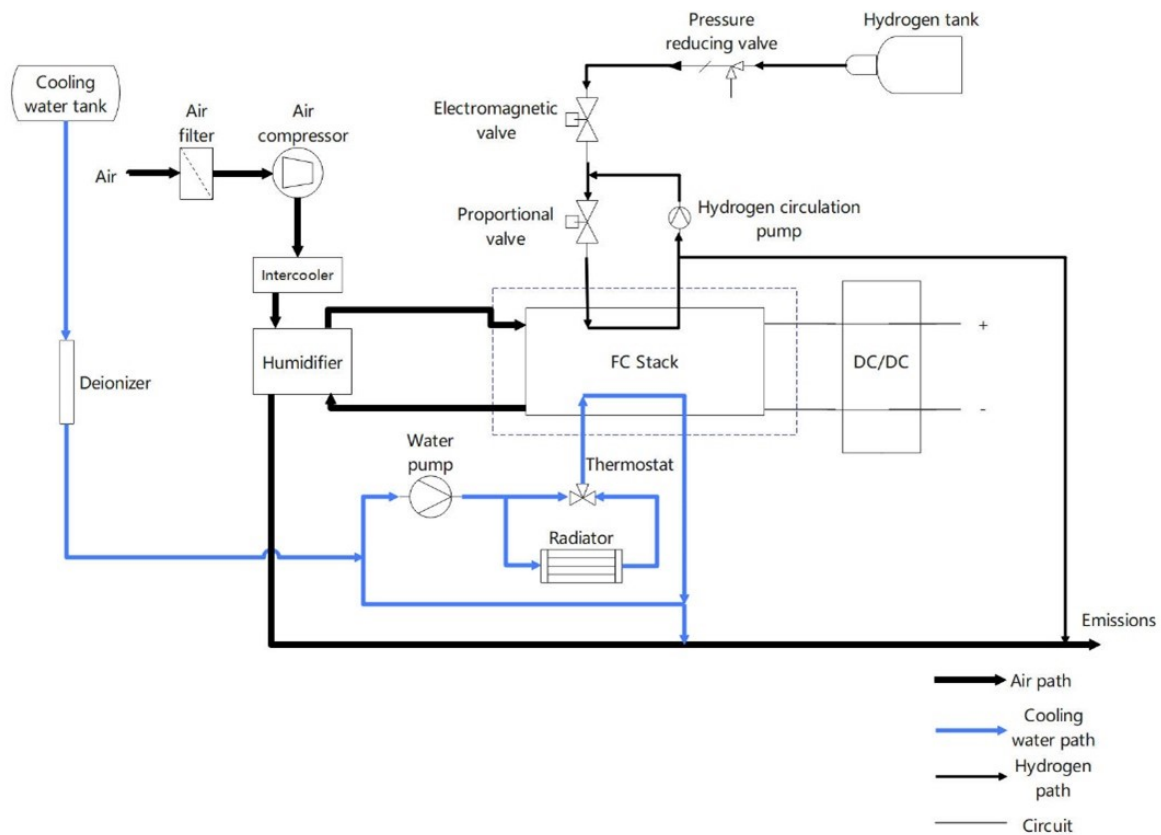 Pressure
reducing valve
Hydrogen tank
Cooling
water tank
Air
filter
Air
compressor
Electromagnetic
valve
Air
Proportional
valve
Hydrogen circulation
pump
Intercooler
Humidifier
FC Stack
DC/DC
+
-
Deionizer
Water
pump
Thermostat
Radiator
Emissions
Air path
Cooling
water path
Hydrogen
path
Circuit